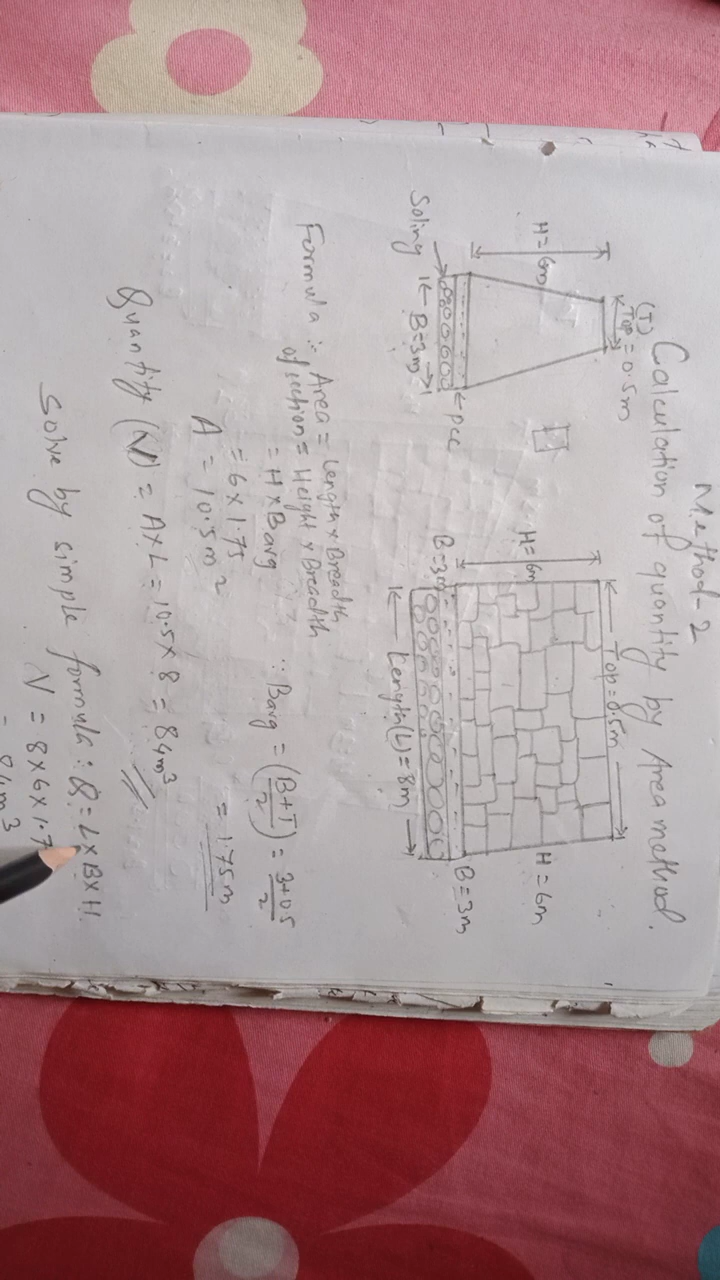 Method-2
Calculation of quantity by Area method.
(T)
Top = 0.5m
H = 6m
Soling
B=3m
PCC
Top=0.5m
H=6m
H=6m
B=3m
B=3m
Length(L)=8m
Formula : Area = Length x Breadth
of section = Height x Breadth
= H x Bavg
= 6 x 1.75
A = 10.5m2
∴ Bavg = (B+T/2) = 3+0.5/2
= 1.75m
Quantity (V) = A x L = 10.5 x 8 = 84m3
Solve by simple formula : Q = L x B x H
V = 8 x 6 x 1.7
= 84m3